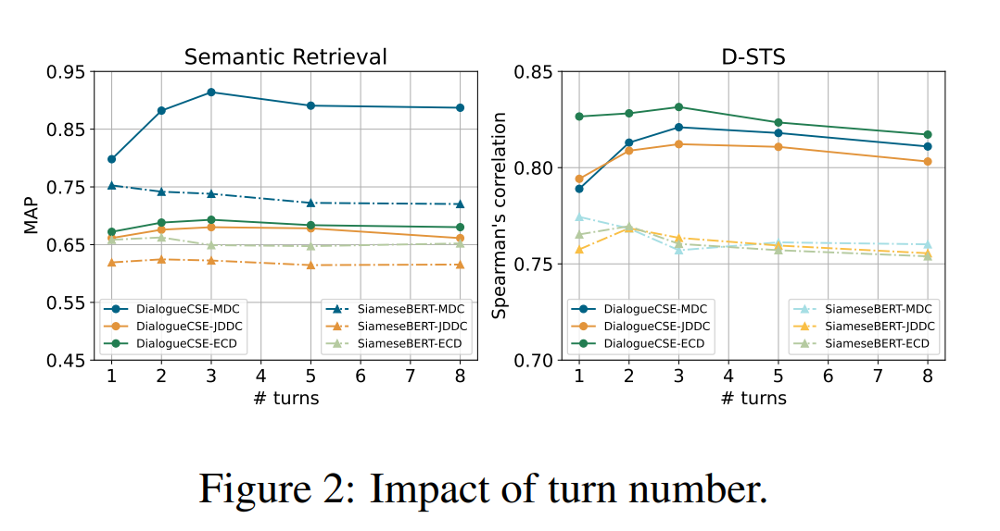 Semantic Retrieval
0.95
0.85
0.75
0.65
0.55
0.45
MAP
DialogueCSE-MDC
DialogueCSE-JDDC
DialogueCSE-ECD
SiameseBERT-MDC
SiameseBERT-JDDC
SiameseBERT-ECD
1 2 3 4 5 6 7 8
# turns
D-STS
0.85
0.80
0.75
0.70
Spearman's correlation
DialogueCSE-MDC
DialogueCSE-JDDC
DialogueCSE-ECD
SiameseBERT-MDC
SiameseBERT-JDDC
SiameseBERT-ECD
1 2 3 4 5 6 7 8
# turns
Figure 2: Impact of turn number.